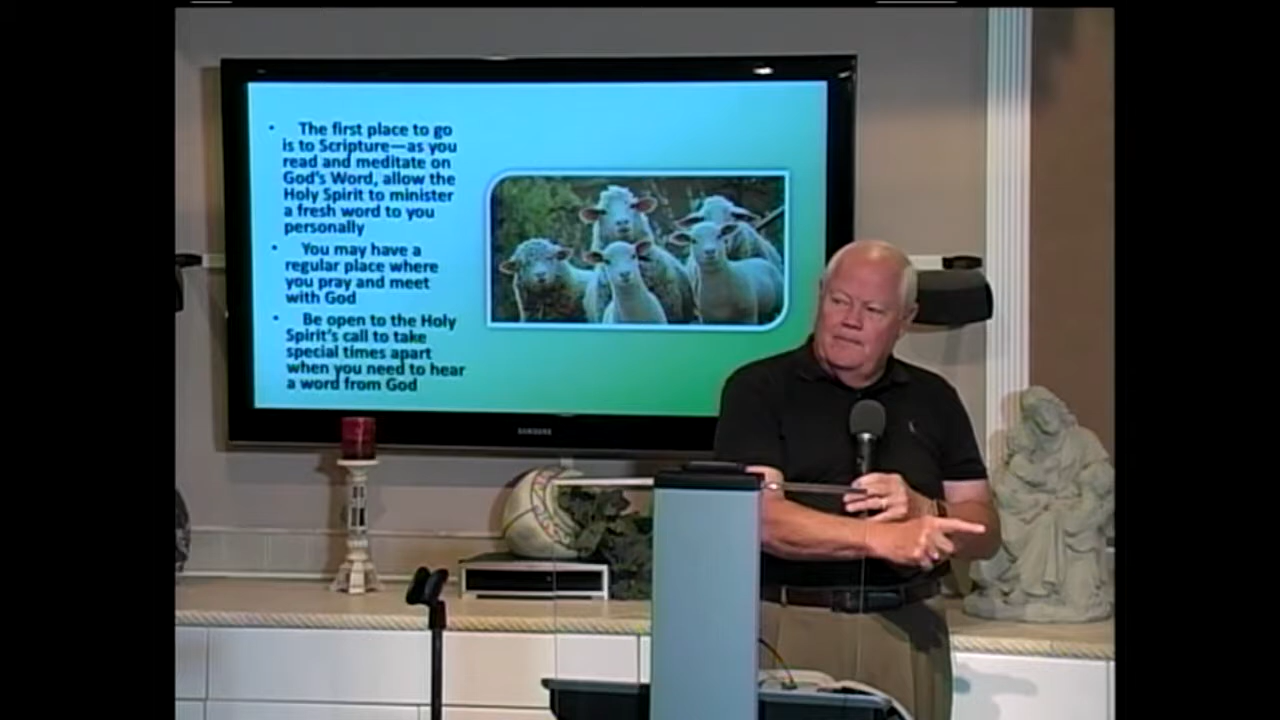 • The first place to go
is to Scripture—as you
read and meditate on
God's Word, allow the
Holy Spirit to minister
a fresh word to you
personally
• You may have a
regular place where
you pray and meet
with God
• Be open to the Holy
Spirit's call to take
special times apart
when you need to hear
a word from God
SAMSUNG